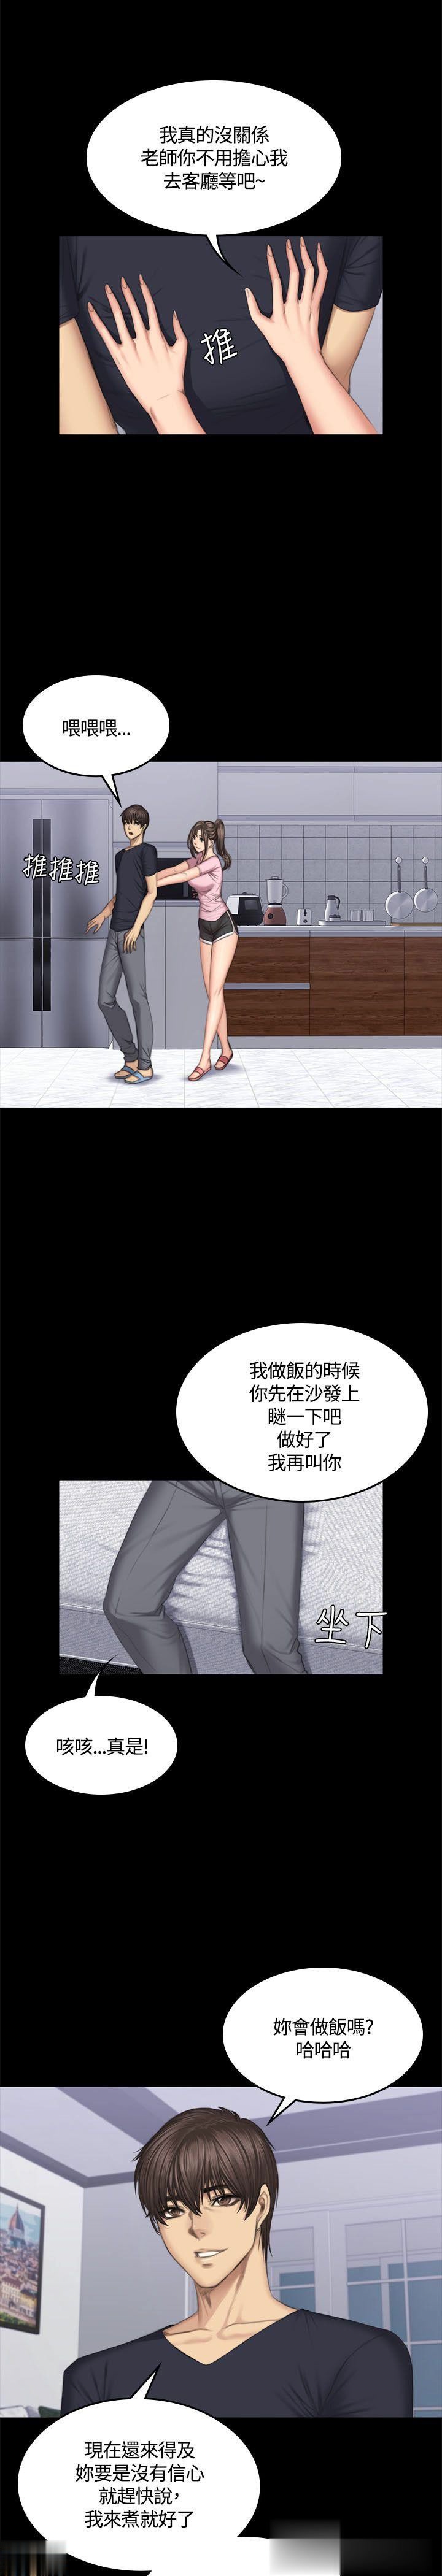 我真的沒關係
老師你不用擔心我
去客廳等吧~
推
喂喂喂...
推推推
我做飯的時候
你先在沙發上
瞇一下吧
做好了
我再叫你
坐下
咳咳...真是!
妳會做飯嗎?
哈哈哈
現在還來得及
妳要是沒有信心
就趕快說,
我來煮就好了